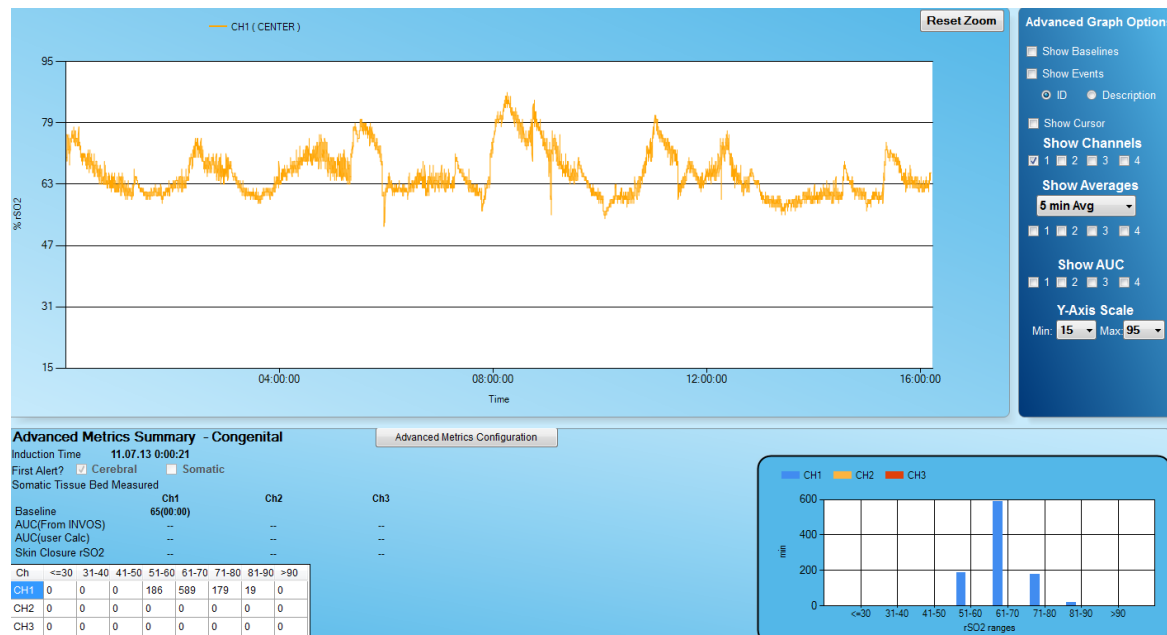 CH1 ( CENTER )
Reset Zoom
95
79
63
47
31
15
% rSO2
04:00:00 08:00:00 12:00:00 16:00:00
Time
Advanced Graph Option
Show Baselines
Show Events
ID Description
Show Cursor
Show Channels
1 2 3 4
Show Averages
5 min Avg
1 2 3 4
Show AUC
1 2 3 4
Y-Axis Scale
Min: 15 Max: 95
Advanced Metrics Summary - Congenital
Advanced Metrics Configuration
Induction Time 11.07.13 0:00:21
First Alert? Cerebral Somatic
Somatic Tissue Bed Measured
Ch1 Ch2 Ch3
Baseline 65(00:00)
AUC(From INVOS) -- -- --
AUC(user Calc) -- -- --
Skin Closure rSO2 -- -- --
Ch <=30 31-40 41-50 51-60 61-70 71-80 81-90 >90
CH1 0 0 0 186 589 179 19 0
CH2 0 0 0 0 0 0 0 0
CH3 0 0 0 0 0 0 0 0
CH1 CH2 CH3
600
400
200
0
min
<=30 31-40 41-50 51-60 61-70 71-80 81-90 >90
rSO2 ranges